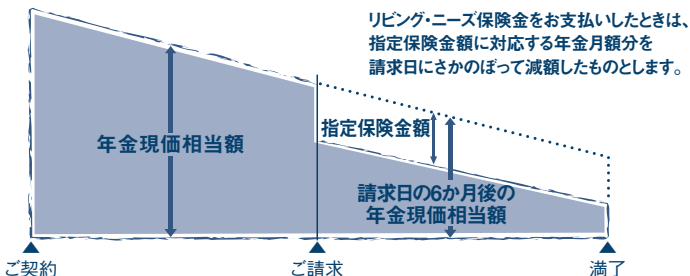 リビング・ニーズ保険金をお支払いしたときは、
指定保険金額に対応する年金月額分を
請求日にさかのぼって減額したものとします。
年金現価相当額
指定保険金額
請求日の6か月後の
年金現価相当額
ご契約
ご請求
満了